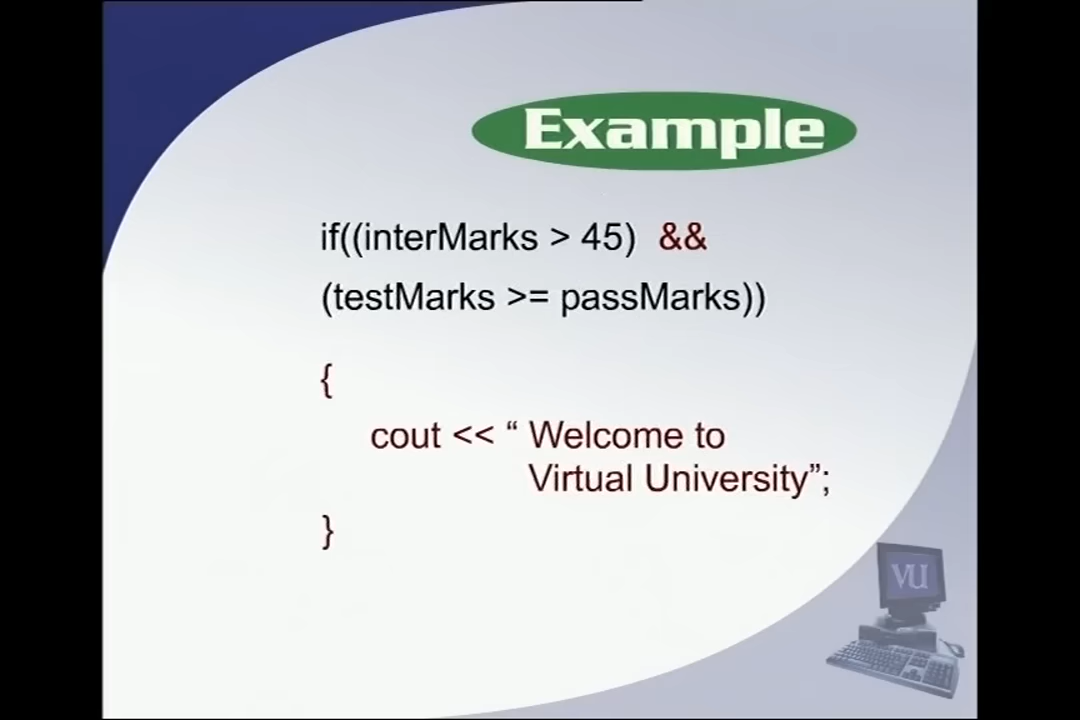 Example
if((interMarks > 45) &&
(testMarks >= passMarks))
{
cout << “ Welcome to
Virtual University”;
}
VU